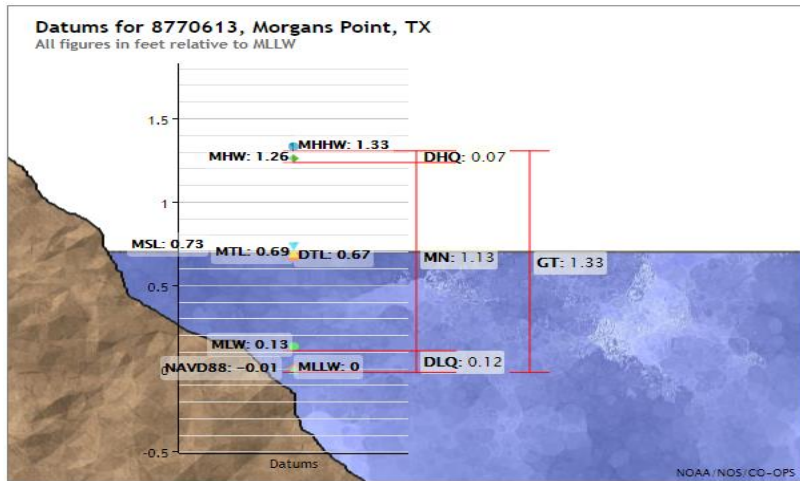 Datums for 8770613, Morgans Point, TX
All figures in feet relative to MLLW
1.5
MHHW: 1.33
MHW: 1.26
DHQ: 0.07
1
MSL: 0.73
MTL: 0.69
DTL: 0.67
MN: 1.13
GT: 1.33
0.5
MLW: 0.13
DLQ: 0.12
NAVD88: -0.01
0
MLLW: 0
-0.5
Datums
NOAA/NOS/CO-OPS